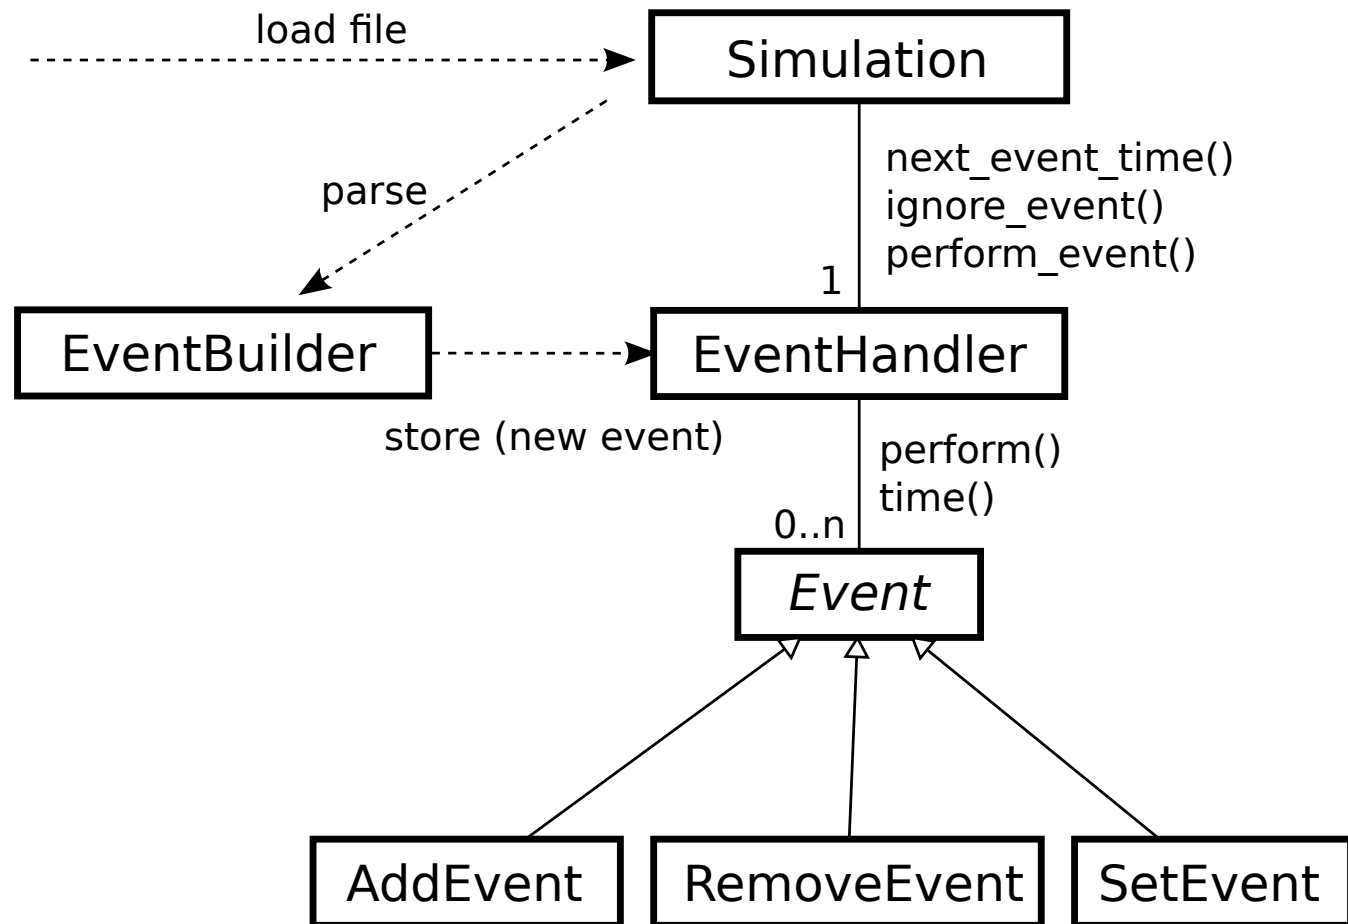 load file
Simulation
next_event_time()
ignore_event()
perform_event()
parse
1
EventBuilder
EventHandler
store (new event)
perform()
time()
0..n
Event
AddEvent
RemoveEvent
SetEvent